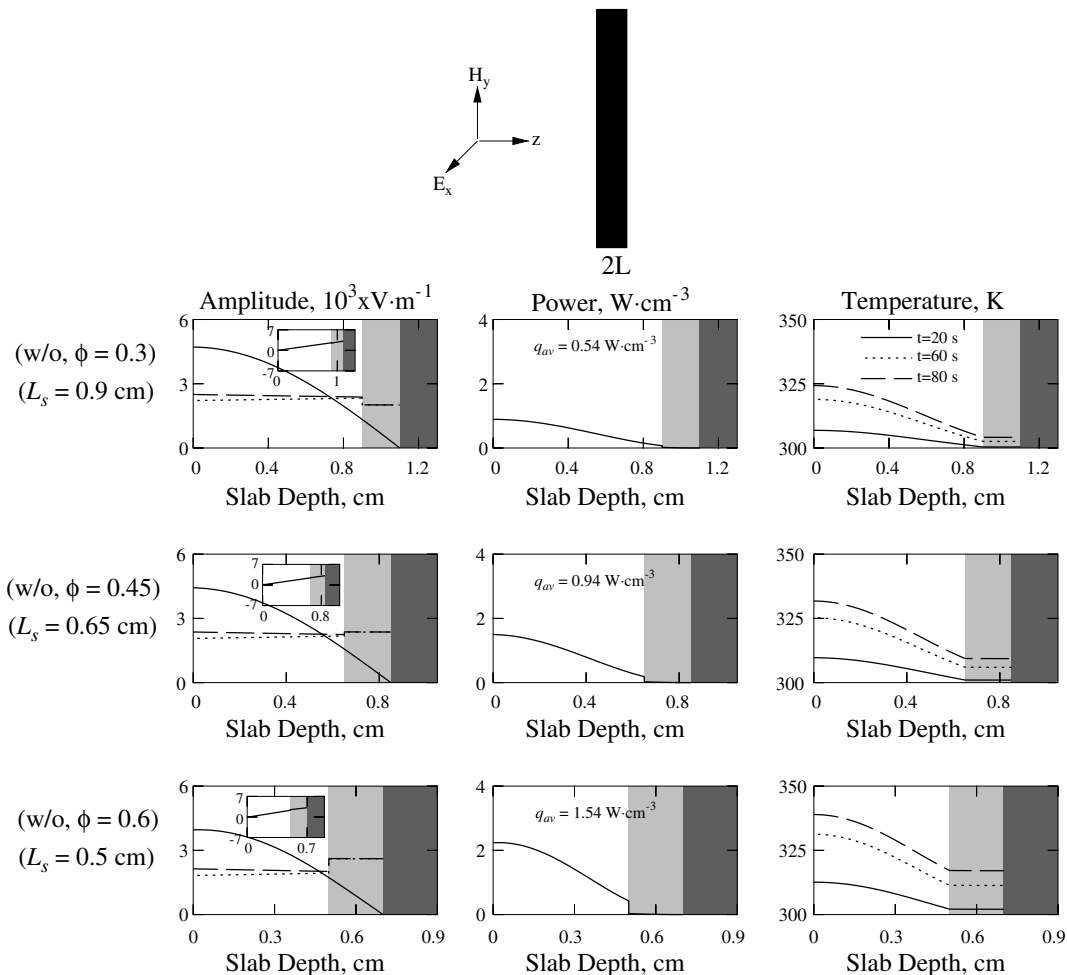 H_y
z
E_x
2L
Amplitude, 10^3xV·m^-1
Power, W·cm^-3
Temperature, K
(w/o, ϕ = 0.3)
(L_s = 0.9 cm)
6
3
0
7
0
-7
0
1
0
0.4
0.8
1.2
Slab Depth, cm
4
2
0
q_av = 0.54 W·cm^-3
0
0.4
0.8
1.2
Slab Depth, cm
350
325
300
t=20 s
t=60 s
t=80 s
0
0.4
0.8
1.2
Slab Depth, cm
(w/o, ϕ = 0.45)
(L_s = 0.65 cm)
6
3
0
7
0
-7
0
0.8
0
0.4
0.8
Slab Depth, cm
4
2
0
q_av = 0.94 W·cm^-3
0
0.4
0.8
Slab Depth, cm
350
325
300
0
0.4
0.8
Slab Depth, cm
(w/o, ϕ = 0.6)
(L_s = 0.5 cm)
6
3
0
7
0
-7
0
0.7
0
0.3
0.6
0.9
Slab Depth, cm
4
2
0
q_av = 1.54 W·cm^-3
0
0.3
0.6
0.9
Slab Depth, cm
350
325
300
0
0.3
0.6
0.9
Slab Depth, cm